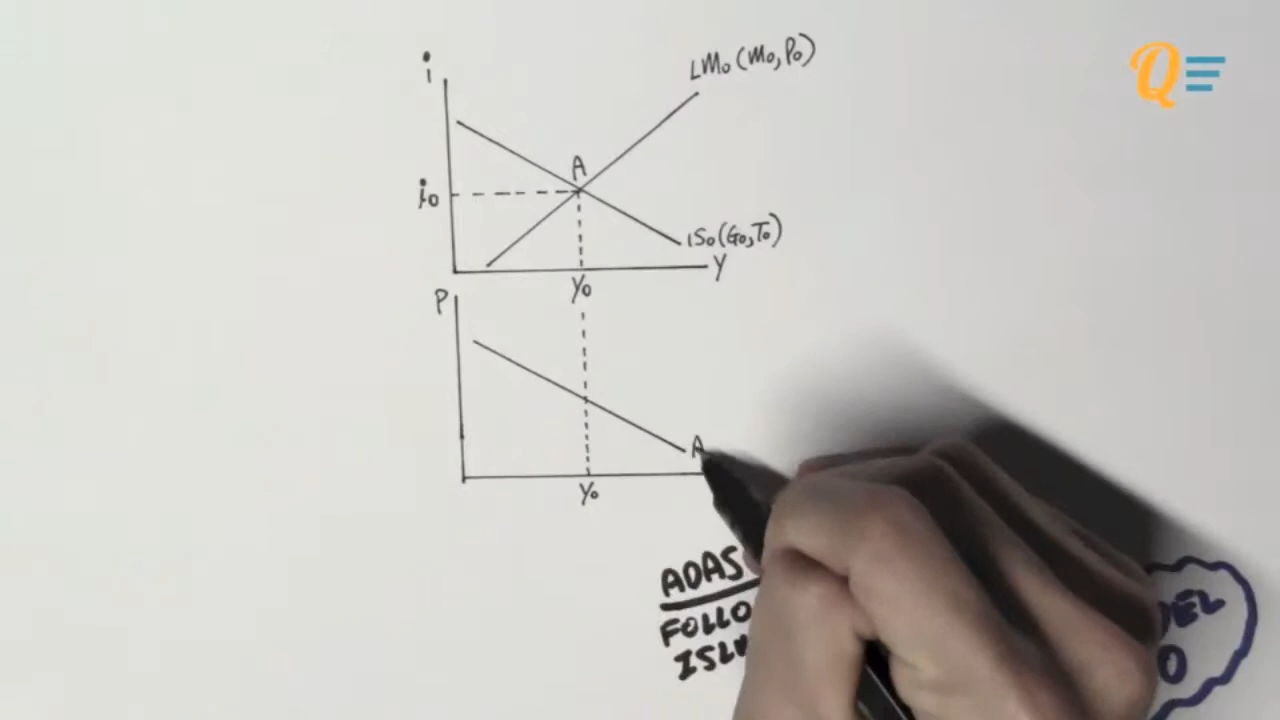 i
LM₀ (M₀, P₀)
A
i₀
IS₀ (G₀, T₀)
Y
Y₀
P
A
Y₀
ADAS
FOLLO
ISL